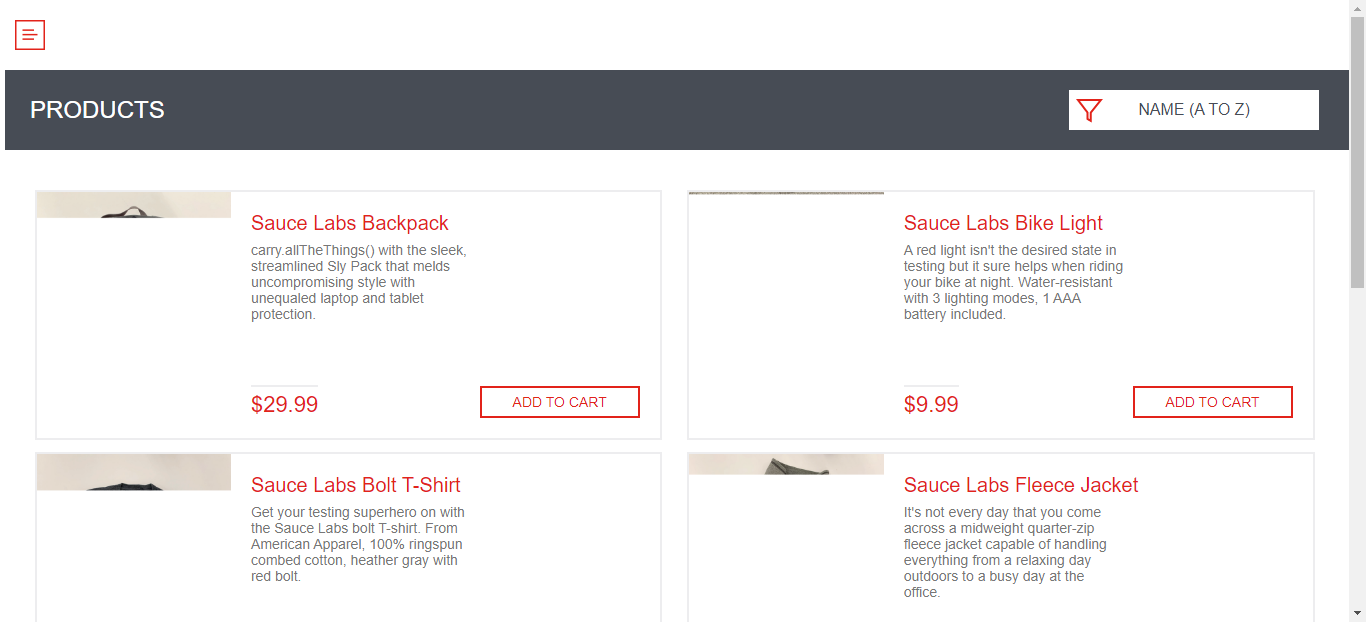 PRODUCTS
NAME (A TO Z)
Sauce Labs Backpack
carry.allTheThings() with the sleek,
streamlined Sly Pack that melds
uncompromising style with
unequaled laptop and tablet
protection.
$29.99
ADD TO CART
Sauce Labs Bike Light
A red light isn't the desired state in
testing but it sure helps when riding
your bike at night. Water-resistant
with 3 lighting modes, 1 AAA
battery included.
$9.99
ADD TO CART
Sauce Labs Bolt T-Shirt
Get your testing superhero on with
the Sauce Labs bolt T-shirt. From
American Apparel, 100% ringspun
combed cotton, heather gray with
red bolt.
Sauce Labs Fleece Jacket
It's not every day that you come
across a midweight quarter-zip
fleece jacket capable of handling
everything from a relaxing day
outdoors to a busy day at the
office.